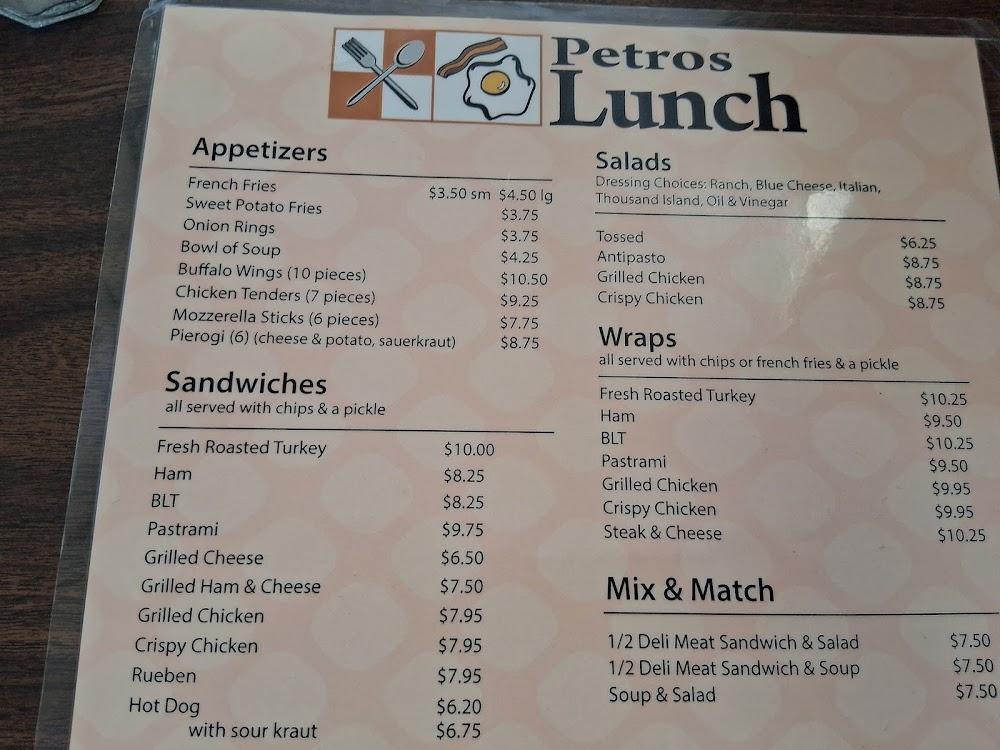 Petros
Lunch
Appetizers
French Fries $3.50 sm $4.50 lg
Sweet Potato Fries $3.75
Onion Rings $3.75
Bowl of Soup $4.25
Buffalo Wings (10 pieces) $10.50
Chicken Tenders (7 pieces) $9.25
Mozzerella Sticks (6 pieces) $7.75
Pierogi (6) (cheese & potato, sauerkraut) $8.75
Sandwiches
all served with chips & a pickle
Fresh Roasted Turkey $10.00
Ham $8.25
BLT $8.25
Pastrami $9.75
Grilled Cheese $6.50
Grilled Ham & Cheese $7.50
Grilled Chicken $7.95
Crispy Chicken $7.95
Rueben $7.95
Hot Dog $6.20
with sour kraut $6.75
Salads
Dressing Choices: Ranch, Blue Cheese, Italian,
Thousand Island, Oil & Vinegar
Tossed $6.25
Antipasto $8.75
Grilled Chicken $8.75
Crispy Chicken $8.75
Wraps
all served with chips or french fries & a pickle
Fresh Roasted Turkey $10.25
Ham $9.50
BLT $10.25
Pastrami $9.50
Grilled Chicken $9.95
Crispy Chicken $9.95
Steak & Cheese $10.25
Mix & Match
1/2 Deli Meat Sandwich & Salad $7.50
1/2 Deli Meat Sandwich & Soup $7.50
Soup & Salad $7.50